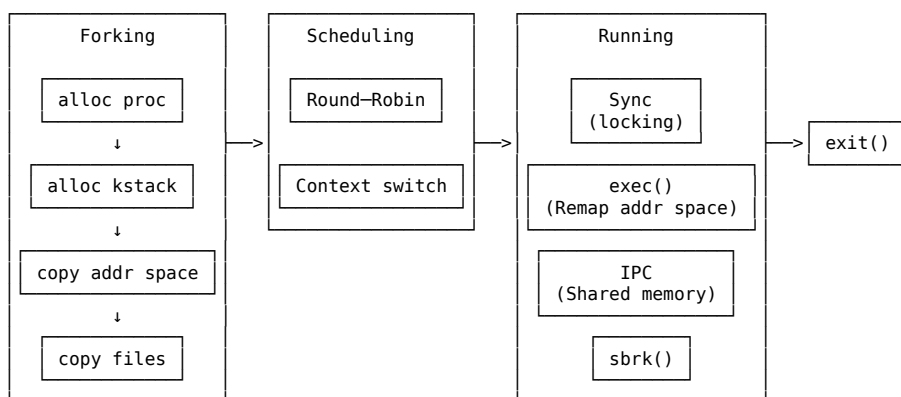 Forking
alloc proc
↓
alloc kstack
↓
copy addr space
↓
copy files
Scheduling
Round—Robin
Context switch
Running
Sync
(locking)
exec()
(Remap addr space)
IPC
(Shared memory)
sbrk()
exit()